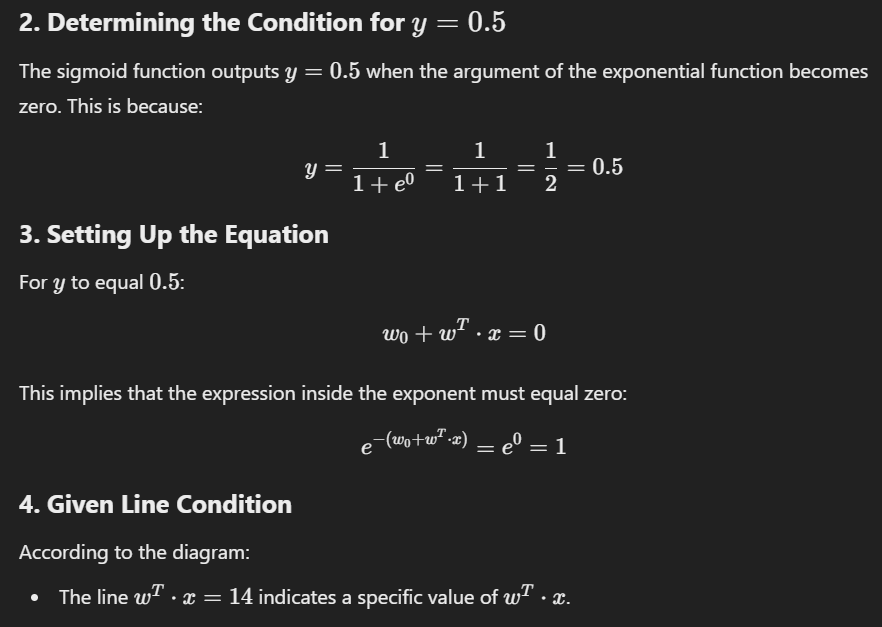 2. Determining the Condition for y = 0.5
The sigmoid function outputs y = 0.5 when the argument of the exponential function becomes
zero. This is because:
y = \frac{1}{1 + e^0} = \frac{1}{1 + 1} = \frac{1}{2} = 0.5
3. Setting Up the Equation
For y to equal 0.5:
w_0 + w^T · x = 0
This implies that the expression inside the exponent must equal zero:
e^{-(w_0+w^T·x)} = e^0 = 1
4. Given Line Condition
According to the diagram:
• The line w^T · x = 14 indicates a specific value of w^T · x.